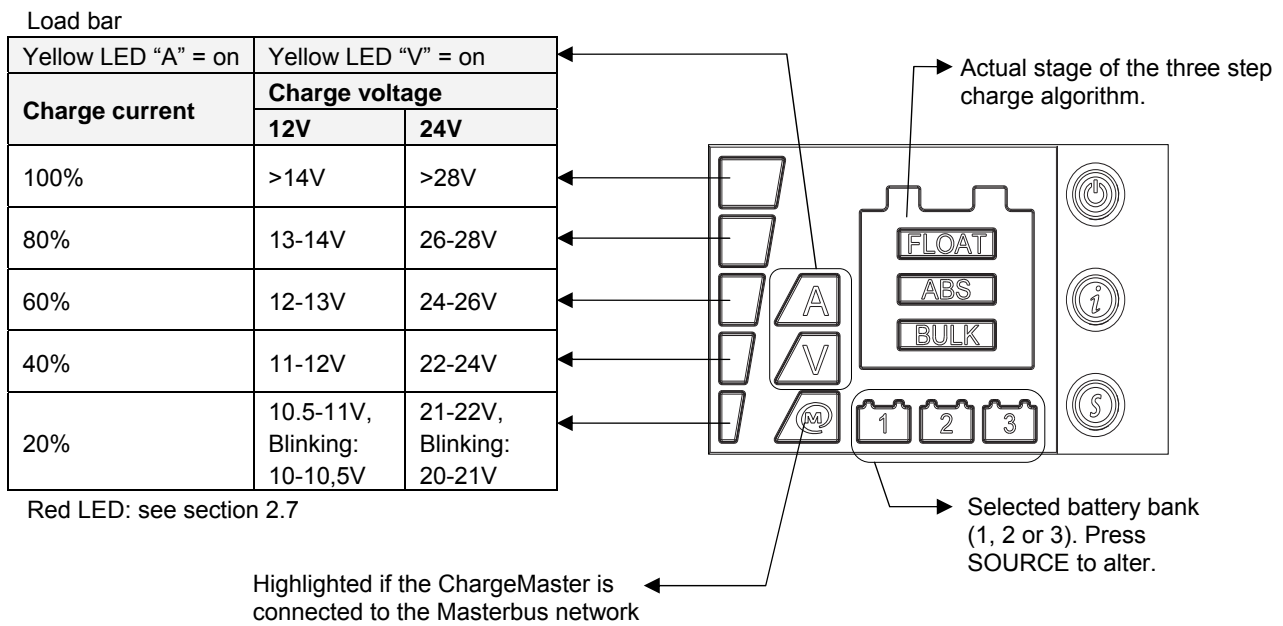 Load bar
Yellow LED “A” = on Yellow LED “V” = on
Charge current Charge voltage
12V 24V
100% >14V >28V
80% 13-14V 26-28V
60% 12-13V 24-26V
40% 11-12V 22-24V
20% 10.5-11V, Blinking: 10-10,5V 21-22V, Blinking: 20-21V
Red LED: see section 2.7
Actual stage of the three step
charge algorithm.
FLOAT
ABS
BULK
A
V
M
1 2 3
i
S
Selected battery bank
(1, 2 or 3). Press
SOURCE to alter.
Highlighted if the ChargeMaster is
connected to the Masterbus network